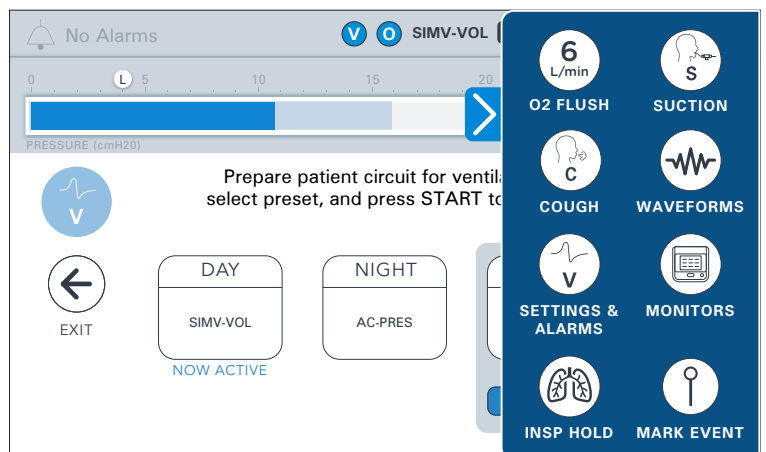 No Alarms
V O SIMV-VOL
0 L 5 10 15 20
PRESSURE (cmH20)
Prepare patient circuit for
select preset, and press START
V
EXIT
DAY
SIMV-VOL
NOW ACTIVE
NIGHT
AC-PRES
6
L/min
O2 FLUSH
S
SUCTION
C
COUGH
WAVEFORMS
V
SETTINGS &
ALARMS
MONITORS
INSP HOLD
MARK EVENT